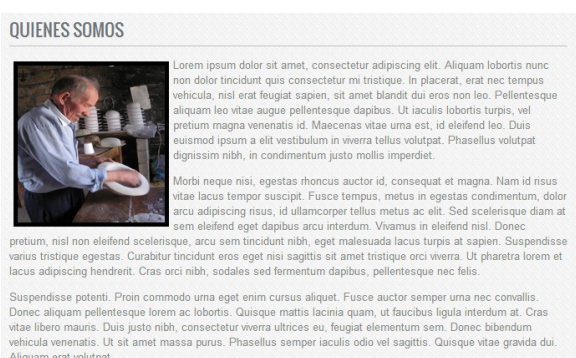 QUIENES SOMOS
Lorem ipsum dolor sit amet, consectetur adipiscing elit. Aliquam lobortis nunc
non dolor tincidunt quis consectetur mi tristique. In placerat, erat nec tempus
vehicula, nisl erat feugiat sapien, sit amet blandit dui eros non leo. Pellentesque
aliquam leo vitae augue pellentesque dapibus. Ut iaculis lobortis turpis, vel
pretium magna venenatis id. Maecenas vitae urna est, id eleifend leo. Duis
euismod ipsum a elit vestibulum in viverra tellus volutpat. Phasellus volutpat
dignissim nibh, in condimentum justo mollis imperdiet.
Morbi neque nisi, egestas rhoncus auctor id, consequat et magna. Nam id risus
vitae lacus tempor suscipit. Fusce tempus, metus in egestas condimentum, dolor
arcu adipiscing risus, id ullamcorper tellus metus ac elit. Sed scelerisque diam at
sem eleifend eget dapibus arcu interdum. Vivamus in eleifend nisl. Donec
pretium, nisl non eleifend scelerisque, arcu sem tincidunt nibh, eget malesuada lacus turpis at sapien. Suspendisse
varius tristique egestas. Curabitur tincidunt eros eget nisi sagittis sit amet tristique orci viverra. Ut pharetra lorem et
lacus adipiscing hendrerit. Cras orci nibh, sodales sed fermentum dapibus, pellentesque nec felis.
Suspendisse potenti. Proin commodo urna eget enim cursus aliquet. Fusce auctor semper urna nec convallis.
Donec aliquam pellentesque lorem ac lobortis. Quisque mattis lacinia quam, ut faucibus ligula interdum at. Cras
vitae libero mauris. Duis justo nibh, consectetur viverra ultrices eu, feugiat elementum sem. Donec bibendum
vehicula venenatis. Ut sit amet massa purus. Phasellus semper iaculis odio vel sagittis. Quisque vitae gravida dui.
Aliquam erat volutpat.